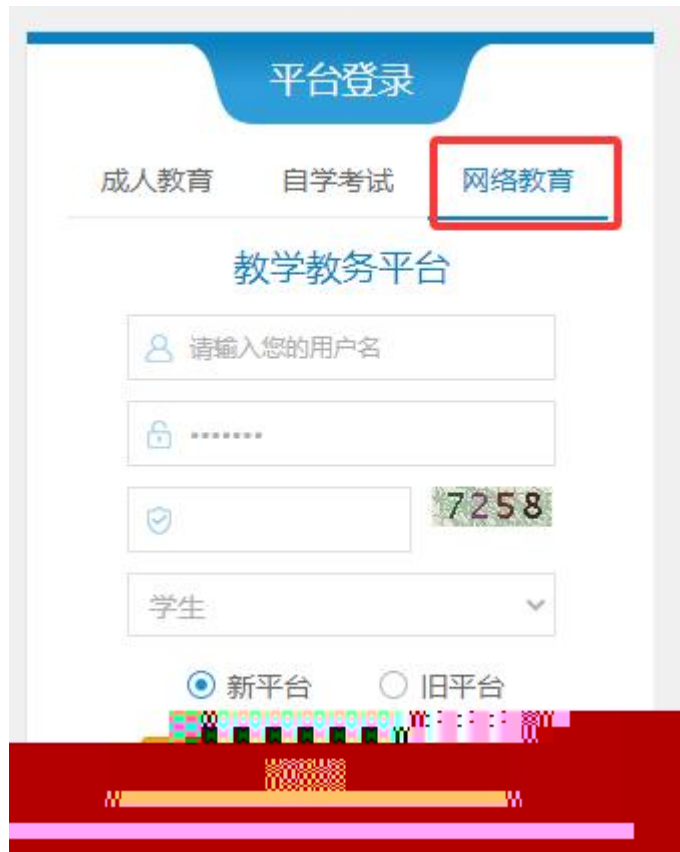 平台登录
成人教育 自学考试 网络教育
教学教务平台
请输入您的用户名
•••••••
7258
学生
新平台 旧平台